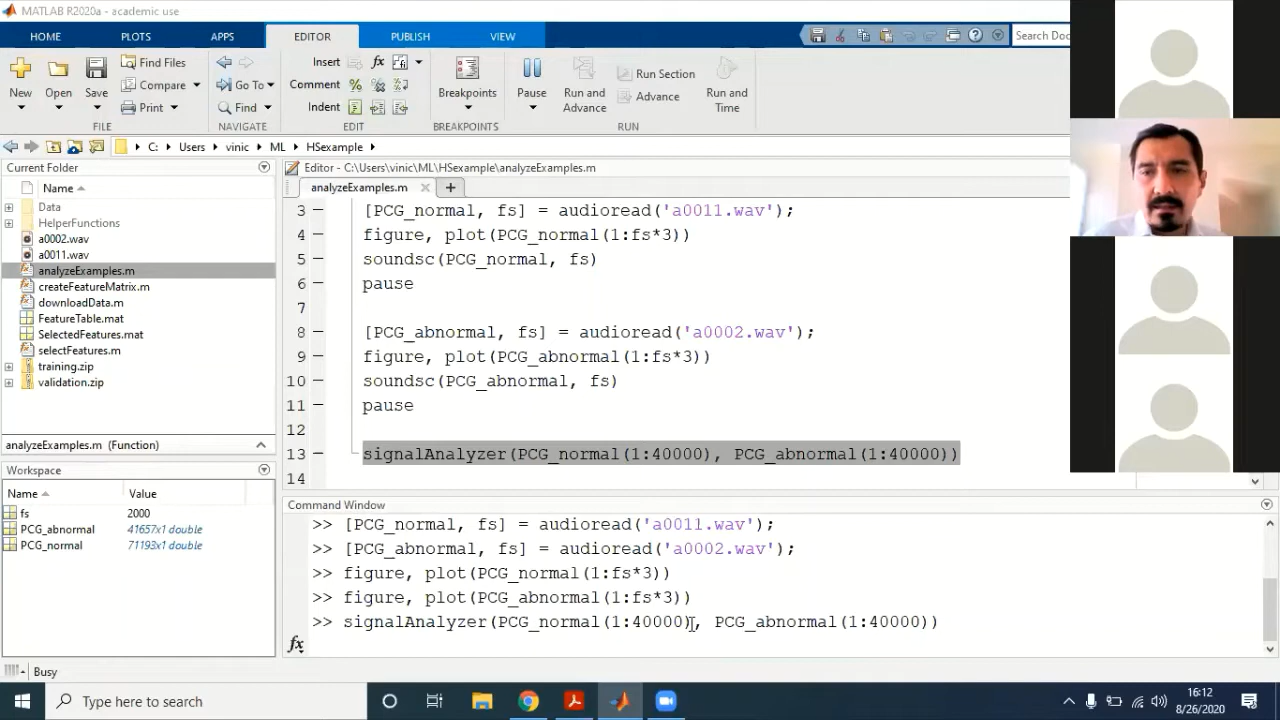 MATLAB R2020a - academic use
HOME PLOTS APPS EDITOR PUBLISH VIEW Search Doc
New Open Save Find Files Compare Print
FILE
Go To Find
NAVIGATE
Insert fx
Comment
Indent
EDIT
Breakpoints
BREAKPOINTS
Pause Run and Advance Run Section Advance Run and Time
RUN
C: Users vinic ML HSexample
Current Folder
Name
Data
HelperFunctions
a0002.wav
a0011.wav
analyzeExamples.m
createFeatureMatrix.m
downloadData.m
FeatureTable.mat
SelectedFeatures.mat
selectFeatures.m
training.zip
validation.zip
analyzeExamples.m (Function)
Workspace
Name Value
fs 2000
PCG_abnormal 41657x1 double
PCG_normal 71193x1 double
Editor - C:\Users\vinic\ML\HSexample\analyzeExamples.m
analyzeExamples.m
3 [PCG_normal, fs] = audioread('a0011.wav');
4 figure, plot(PCG_normal(1:fs*3))
5 soundsc(PCG_normal, fs)
6 pause
7
8 [PCG_abnormal, fs] = audioread('a0002.wav');
9 figure, plot(PCG_abnormal(1:fs*3))
10 soundsc(PCG_abnormal, fs)
11 pause
12
13 signalAnalyzer(PCG_normal(1:40000), PCG_abnormal(1:40000))
14
Command Window
>> [PCG_normal, fs] = audioread('a0011.wav');
>> [PCG_abnormal, fs] = audioread('a0002.wav');
>> figure, plot(PCG_normal(1:fs*3))
>> figure, plot(PCG_abnormal(1:fs*3))
>> signalAnalyzer(PCG_normal(1:40000), PCG_abnormal(1:40000))
fx
Busy
Type here to search
16:12
8/26/2020